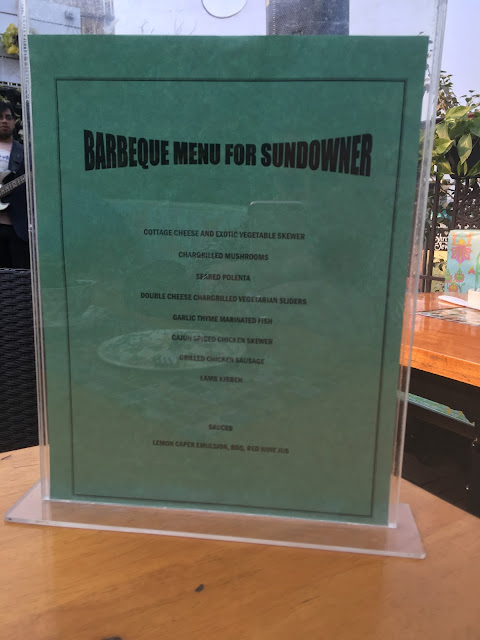 BARBEQUE MENU FOR SUNDOWNER
COTTAGE CHEESE AND EXOTIC VEGETABLE SKEWER
CHARGRILLED MUSHROOMS
SEARED POLENTA
DOUBLE CHEESE CHARGRILLED VEGETARIAN SLIDERS
GARLIC THYME MARINATED FISH
CAJUN SPICED CHICKEN SKEWER
GRILLED CHICKEN SAUSAGE
LAMB KIBBEH
SAUCES
LEMON CAPER EMULSION, BBQ, RED WINE JUS